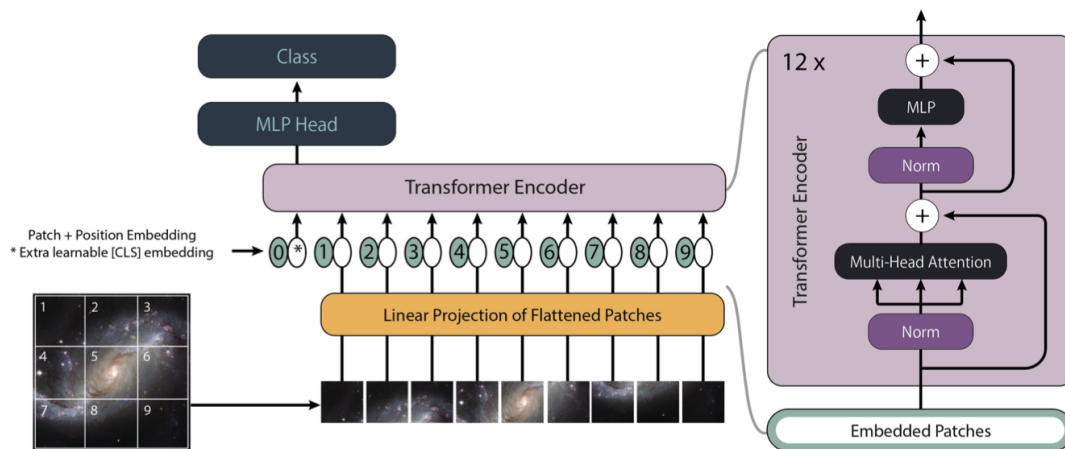 Class
MLP Head
Transformer Encoder
Patch + Position Embedding
* Extra learnable [CLS] embedding
0 * 1 2 3 4 5 6 7 8 9
Linear Projection of Flattened Patches
1 2 3
4 5 6
7 8 9
12 x
+
MLP
Norm
+
Multi-Head Attention
Norm
Transformer Encoder
Embedded Patches